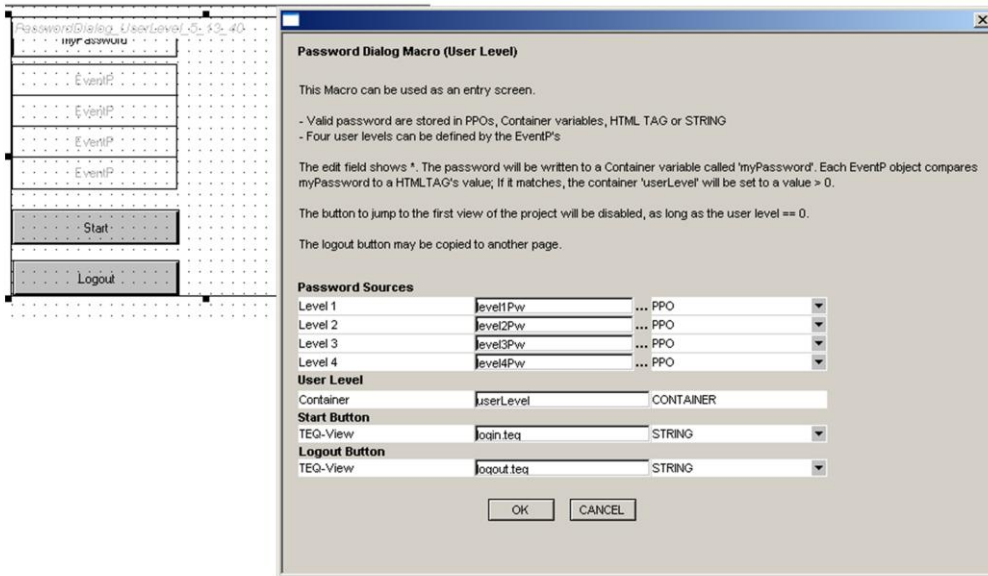 PasswordDialog_UserLevel_5_13_40
myPassword
EventP
EventP
EventP
EventP
Start
Logout
Password Dialog Macro (User Level)
This Macro can be used as an entry screen.
- Valid password are stored in PPOs, Container variables, HTML TAG or STRING
- Four user levels can be defined by the EventP's
The edit field shows *. The password will be written to a Container variable called 'myPassword'. Each EventP object compares
myPassword to a HTMLTAG's value; If it matches, the container 'userLevel' will be set to a value > 0.
The button to jump to the first view of the project will be disabled, as long as the user level == 0.
The logout button may be copied to another page.
Password Sources
Level 1 level1Pw ... PPO
Level 2 level2Pw ... PPO
Level 3 level3Pw ... PPO
Level 4 level4Pw ... PPO
User Level
Container userLevel CONTAINER
Start Button
TEQ-View login.teq STRING
Logout Button
TEQ-View logout.teq STRING
OK CANCEL